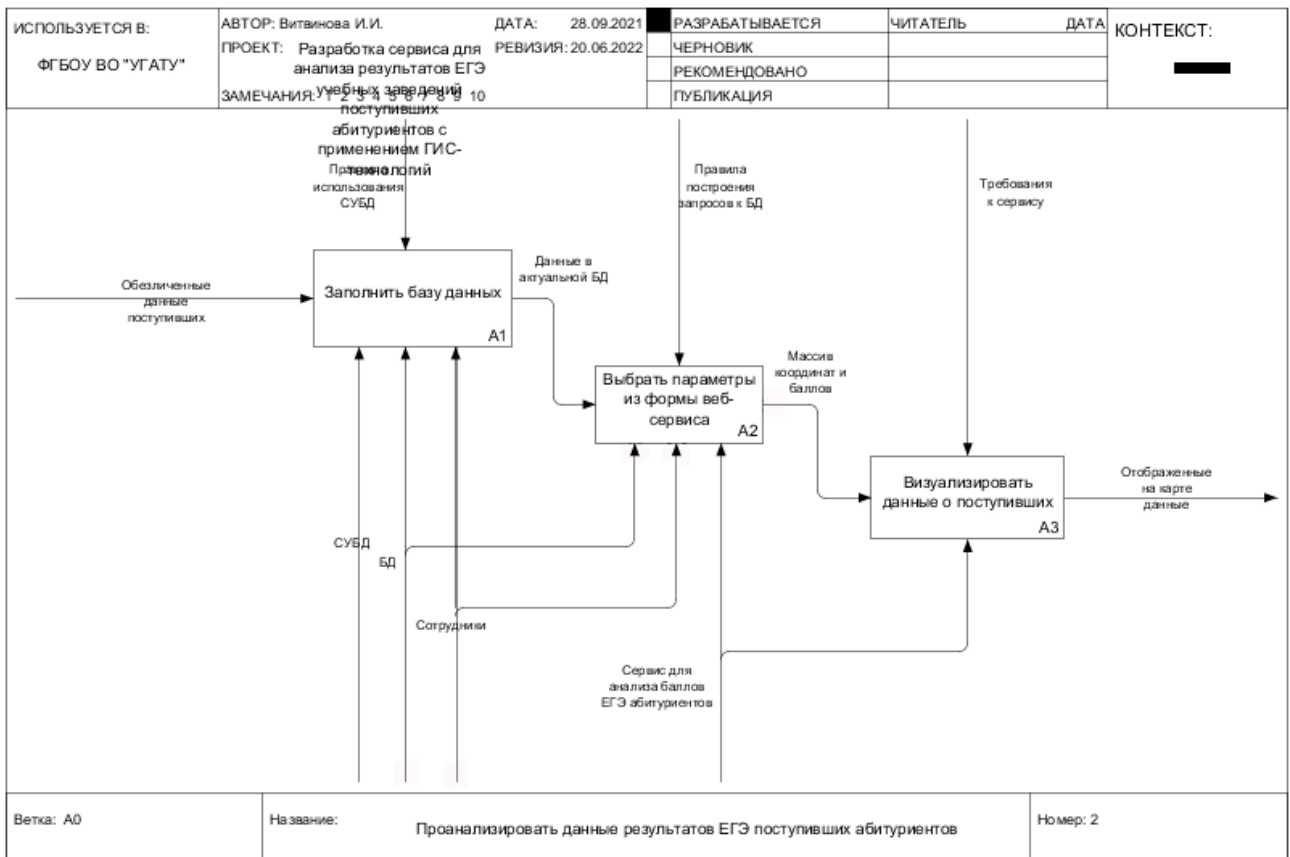 ИСПОЛЬЗУЕТСЯ В:
ФГБОУ ВО "УГАТУ"
АВТОР: Витвинова И.И.
ДАТА: 28.09.2021
ПРОЕКТ:
Разработка сервиса для
анализа результатов ЕГЭ
учебных заведений
поступивших
абитуриентов с
применением ГИС-
технологий
РЕВИЗИЯ: 20.06.2022
ЗАМЕЧАНИЯ: 1 2 3 4 5 6 7 8 9 10
РАЗРАБАТЫВАЕТСЯ
ЧЕРНОВИК
РЕКОМЕНДОВАНО
ПУБЛИКАЦИЯ
ЧИТАТЕЛЬ
ДАТА
КОНТЕКСТ:
Правила
использования
СУБД
Правила
построения
запросов к БД
Требования
к сервису
Обезличенные
данные
поступивших
Заполнить базу данных
A1
Данные в
актуальной БД
Выбрать параметры
из формы веб-
сервиса
A2
Массив
координат и
баллов
Визуализировать
данные о поступивших
A3
Отображенные
на карте
данные
СУБД
БД
Сотрудники
Сервис для
анализа баллов
ЕГЭ абитуриентов
Ветка: A0
Название:
Проанализировать данные результатов ЕГЭ поступивших абитуриентов
Номер: 2